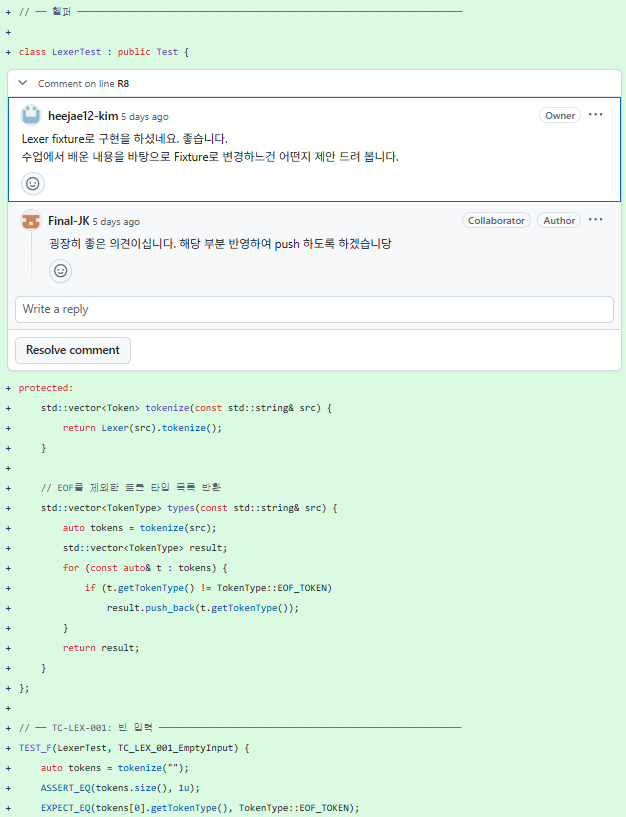 + // ── 헬퍼 ──────────────────────────────
+
+ class LexerTest : public Test {
Comment on line R8
heejae12-kim 5 days ago Owner ...
Lexer fixture로 구현을 하셨네요. 좋습니다.
수업에서 배운 내용을 바탕으로 Fixture로 변경하느건 어떤지 제안 드려 봅니다.
Final-JK 5 days ago Collaborator Author ...
굉장히 좋은 의견이십니다. 해당 부분 반영하여 push 하도록 하겠습니당
Write a reply
Resolve comment
+ protected:
+ std::vector<Token> tokenize(const std::string& src) {
+ return Lexer(src).tokenize();
+ }
+
+ // EOF를 제외한 토큰 타입 목록 반환
+ std::vector<TokenType> types(const std::string& src) {
+ auto tokens = tokenize(src);
+ std::vector<TokenType> result;
+ for (const auto& t : tokens) {
+ if (t.getTokenType() != TokenType::EOF_TOKEN)
+ result.push_back(t.getTokenType());
+ }
+ return result;
+ }
+ };
+
+ // ── TC-LEX-001: 빈 입력 ──────────────────────────────
+ TEST_F(LexerTest, TC_LEX_001_EmptyInput) {
+ auto tokens = tokenize("");
+ ASSERT_EQ(tokens.size(), 1u);
+ EXPECT_EQ(tokens[0].getTokenType(), TokenType::EOF_TOKEN);